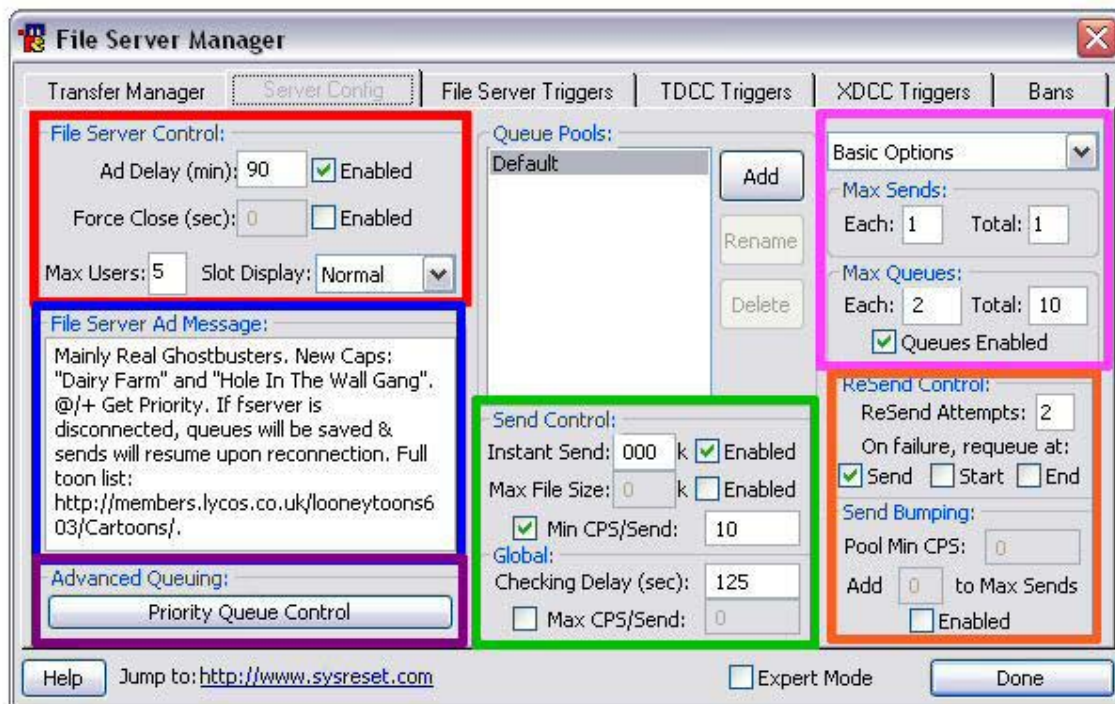 File Server Manager
Transfer Manager
Server Config
File Server Triggers
TDCC Triggers
XDCC Triggers
Bans
File Server Control:
Ad Delay (min): 90 Enabled
Force Close (sec): 0 Enabled
Max Users: 5 Slot Display: Normal
File Server Ad Message:
Mainly Real Ghostbusters. New Caps:
"Dairy Farm" and "Hole In The Wall Gang".
@/+ Get Priority. If fserver is
disconnected, queues will be saved &
sends will resume upon reconnection. Full
toon list:
http://members.lycos.co.uk/looneytoons6
03/Cartoons/.
Advanced Queuing:
Priority Queue Control
Queue Pools:
Default
Add
Rename
Delete
Send Control:
Instant Send: 000 k Enabled
Max File Size: 0 k Enabled
Min CPS/Send: 10
Global:
Checking Delay (sec): 125
Max CPS/Send: 0
Basic Options
Max Sends:
Each: 1 Total: 1
Max Queues:
Each: 2 Total: 10
Queues Enabled
ReSend Control:
ReSend Attempts: 2
On failure, requeue at:
Send Start End
Send Bumping:
Pool Min CPS: 0
Add 0 to Max Sends
Enabled
Help
Jump to: http://www.sysreset.com
Expert Mode
Done